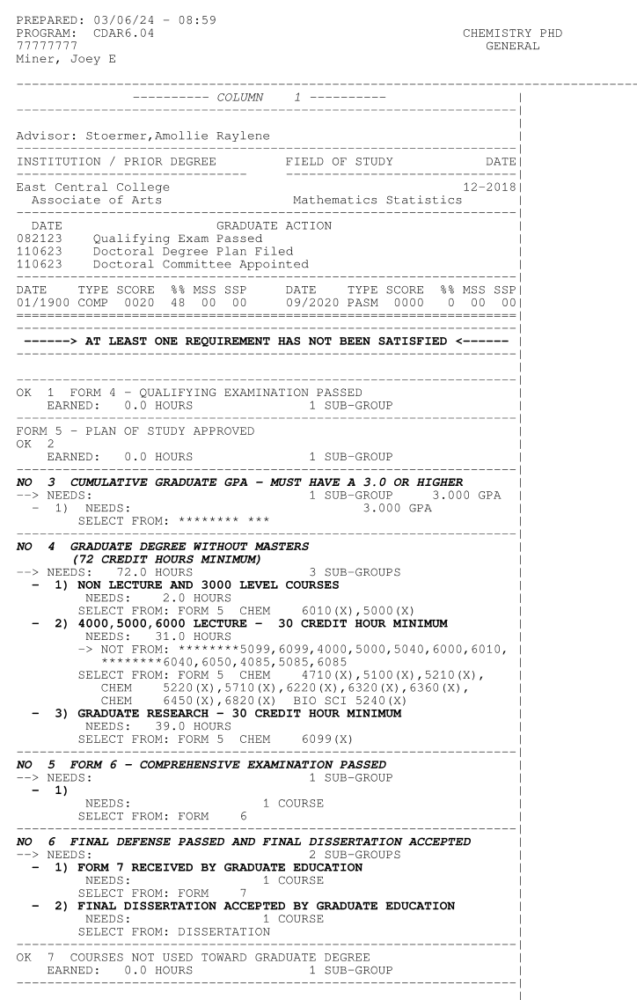 PREPARED: 03/06/24 - 08:59
PROGRAM: CDAR6.04 CHEMISTRY PHD
77777777 GENERAL
Miner, Joey E
---------- COLUMN 1 ----------
Advisor: Stoermer,Amollie Raylene
INSTITUTION / PRIOR DEGREE FIELD OF STUDY DATE|
East Central College 12-2018|
Associate of Arts Mathematics Statistics
DATE GRADUATE ACTION
082123 Qualifying Exam Passed
110623 Doctoral Degree Plan Filed
110623 Doctoral Committee Appointed
DATE TYPE SCORE %% MSS SSP DATE TYPE SCORE %% MSS SSP|
01/1900 COMP 0020 48 00 00 09/2020 PASM 0000 0 00 00|
------> AT LEAST ONE REQUIREMENT HAS NOT BEEN SATISFIED <------
OK 1 FORM 4 - QUALIFYING EXAMINATION PASSED
EARNED: 0.0 HOURS 1 SUB-GROUP
FORM 5 - PLAN OF STUDY APPROVED
OK 2
EARNED: 0.0 HOURS 1 SUB-GROUP
NO 3 CUMULATIVE GRADUATE GPA - MUST HAVE A 3.0 OR HIGHER
--> NEEDS: 1 SUB-GROUP 3.000 GPA
- 1) NEEDS: 3.000 GPA
SELECT FROM: ******** ***
NO 4 GRADUATE DEGREE WITHOUT MASTERS
(72 CREDIT HOURS MINIMUM)
--> NEEDS: 72.0 HOURS 3 SUB-GROUPS
- 1) NON LECTURE AND 3000 LEVEL COURSES
NEEDS: 2.0 HOURS
SELECT FROM: FORM 5 CHEM 6010(X),5000(X)
- 2) 4000,5000,6000 LECTURE - 30 CREDIT HOUR MINIMUM
NEEDS: 31.0 HOURS
-> NOT FROM: ********5099,6099,4000,5000,5040,6000,6010,
********6040,6050,4085,5085,6085
SELECT FROM: FORM 5 CHEM 4710(X),5100(X),5210(X),
CHEM 5220(X),5710(X),6220(X),6320(X),6360(X),
CHEM 6450(X),6820(X) BIO SCI 5240(X)
- 3) GRADUATE RESEARCH - 30 CREDIT HOUR MINIMUM
NEEDS: 39.0 HOURS
SELECT FROM: FORM 5 CHEM 6099(X)
NO 5 FORM 6 - COMPREHENSIVE EXAMINATION PASSED
--> NEEDS: 1 SUB-GROUP
- 1)
NEEDS: 1 COURSE
SELECT FROM: FORM 6
NO 6 FINAL DEFENSE PASSED AND FINAL DISSERTATION ACCEPTED
--> NEEDS: 2 SUB-GROUPS
- 1) FORM 7 RECEIVED BY GRADUATE EDUCATION
NEEDS: 1 COURSE
SELECT FROM: FORM 7
- 2) FINAL DISSERTATION ACCEPTED BY GRADUATE EDUCATION
NEEDS: 1 COURSE
SELECT FROM: DISSERTATION
OK 7 COURSES NOT USED TOWARD GRADUATE DEGREE
EARNED: 0.0 HOURS 1 SUB-GROUP